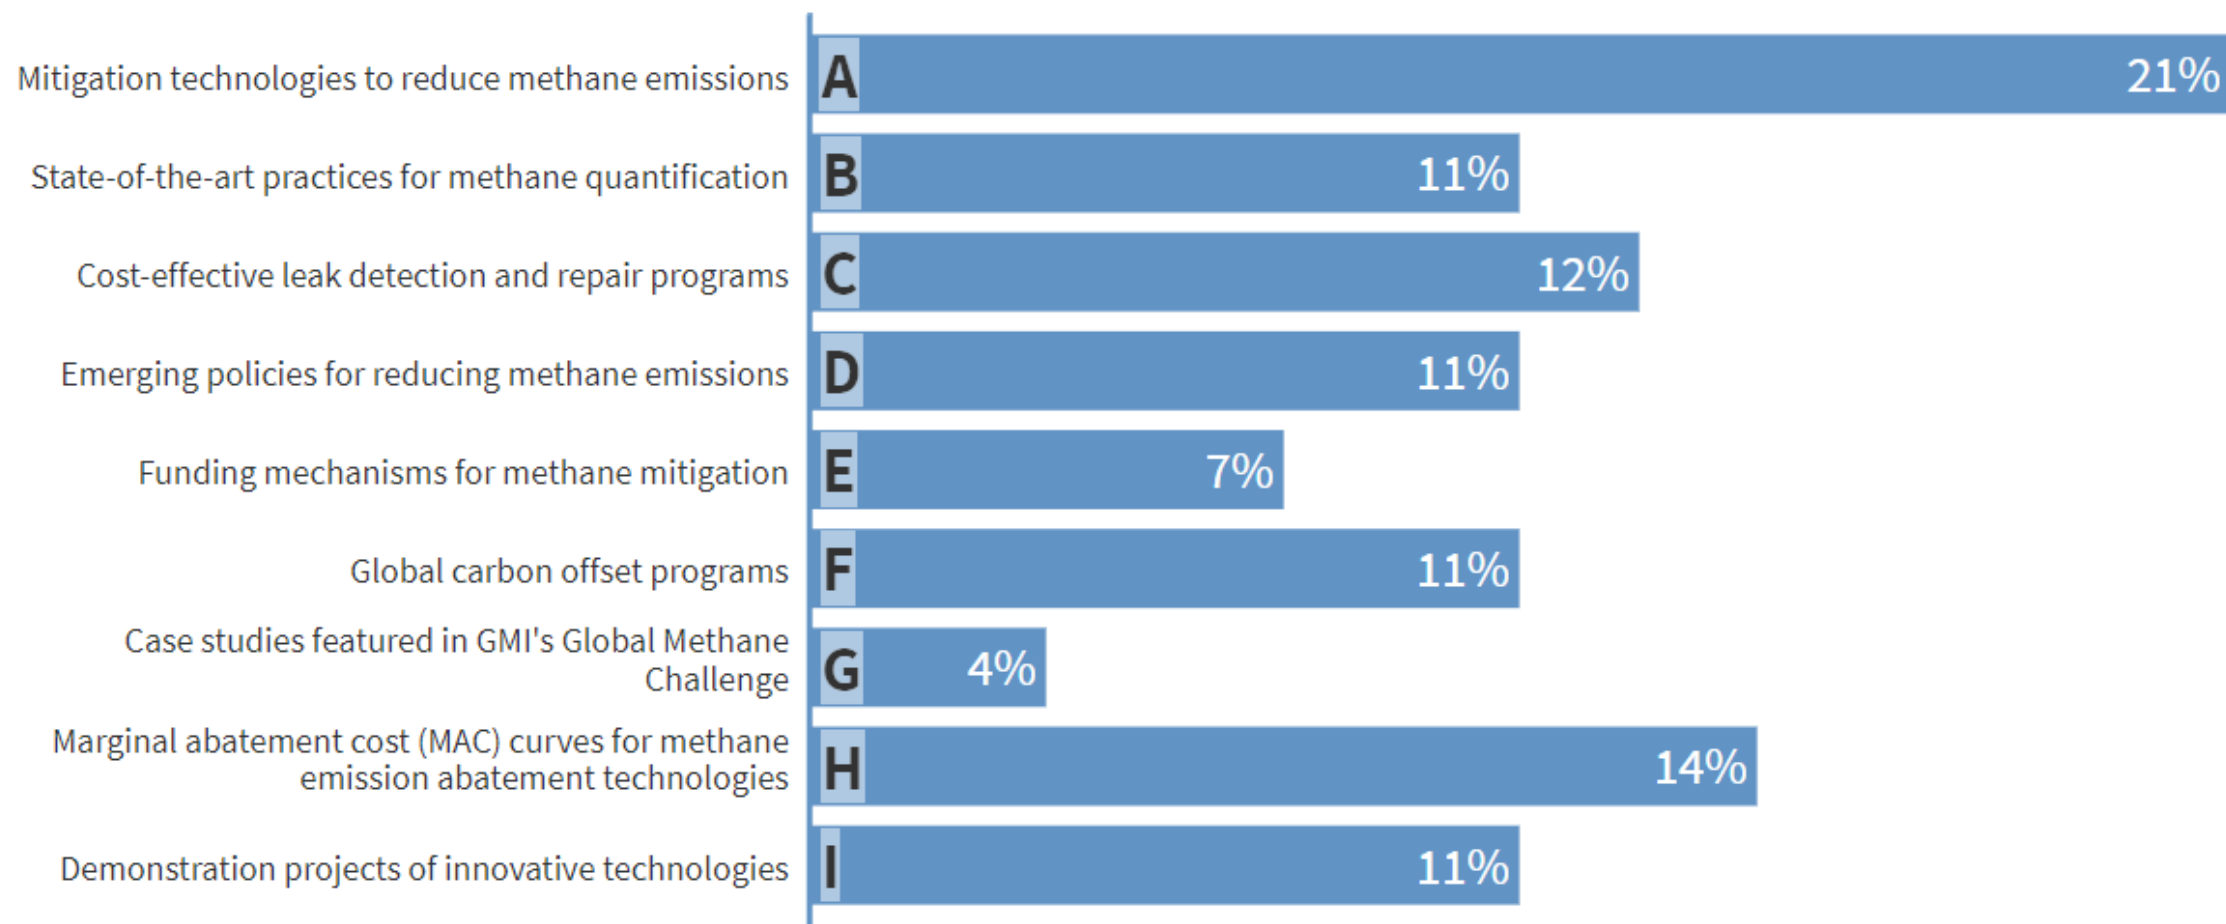 Mitigation technologies to reduce methane emissions A 21%
State-of-the-art practices for methane quantification B 11%
Cost-effective leak detection and repair programs C 12%
Emerging policies for reducing methane emissions D 11%
Funding mechanisms for methane mitigation E 7%
Global carbon offset programs F 11%
Case studies featured in GMI's Global Methane
Challenge G 4%
Marginal abatement cost (MAC) curves for methane
emission abatement technologies H 14%
Demonstration projects of innovative technologies I 11%